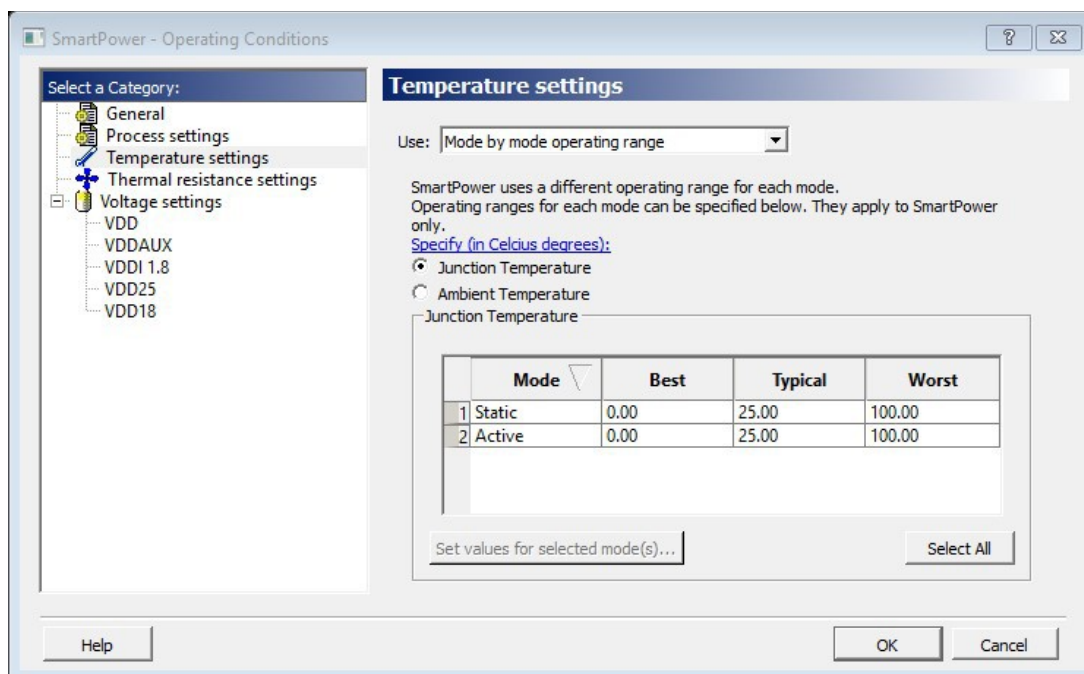 SmartPower - Operating Conditions
Select a Category:
General
Process settings
Temperature settings
Thermal resistance settings
Voltage settings
VDD
VDDAUX
VDDI 1.8
VDD25
VDD18
Temperature settings
Use: Mode by mode operating range
SmartPower uses a different operating range for each mode.
Operating ranges for each mode can be specified below. They apply to SmartPower
only.
Specify (in Celcius degrees):
Junction Temperature
Ambient Temperature
Junction Temperature
Mode Best Typical Worst
1 Static 0.00 25.00 100.00
2 Active 0.00 25.00 100.00
Set values for selected mode(s)... Select All
Help OK Cancel